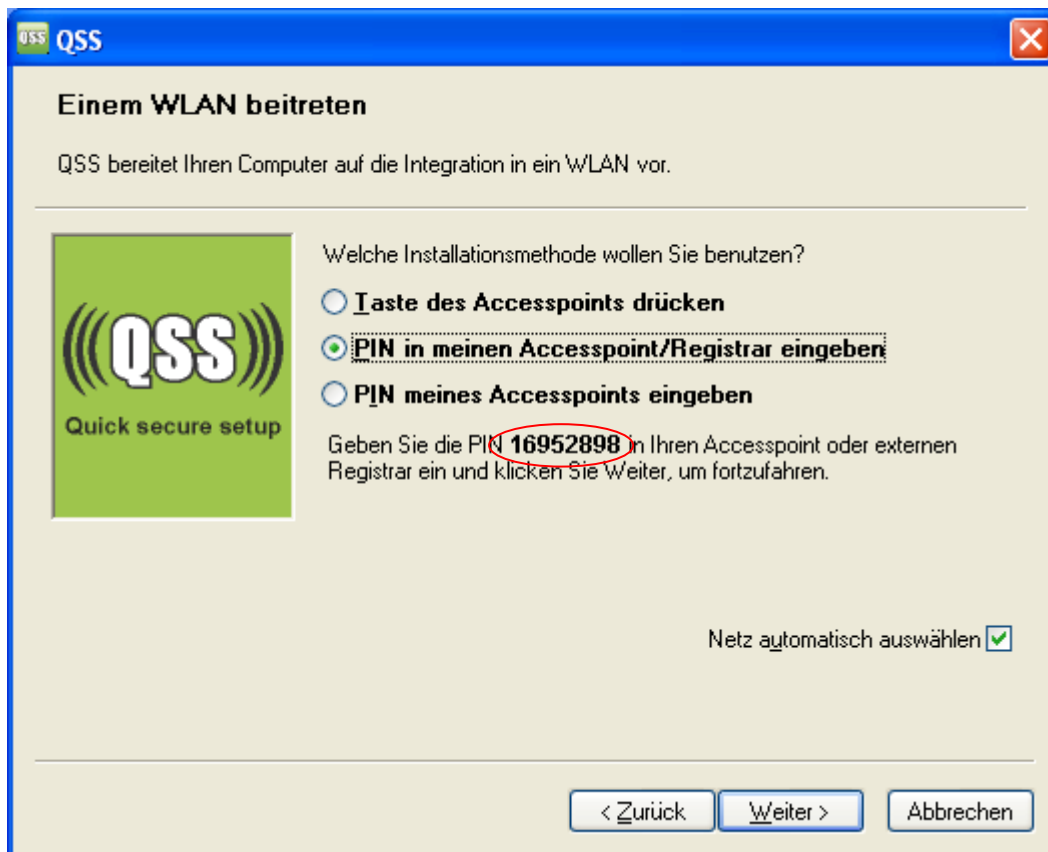 QSS QSS
Einem WLAN beitreten
QSS bereitet Ihren Computer auf die Integration in ein WLAN vor.
Welche Installationsmethode wollen Sie benutzen?
Taste des Accesspoints drücken
PIN in meinen Accesspoint/Registrar eingeben
PIN meines Accesspoints eingeben
(((QSS)))
Quick secure setup
Geben Sie die PIN 16952898 in Ihren Accesspoint oder externen
Registrar ein und klicken Sie Weiter, um fortzufahren.
Netz automatisch auswählen
< Zurück
Weiter >
Abbrechen